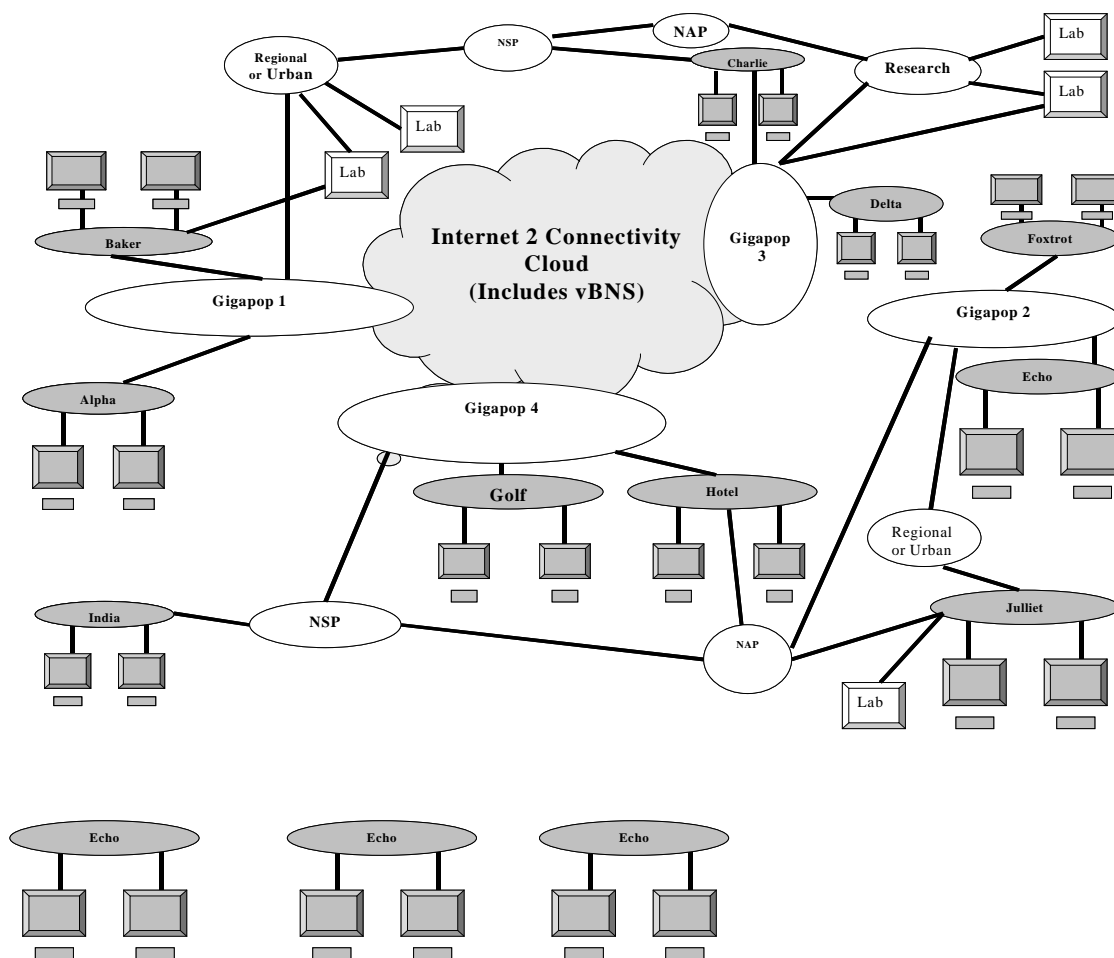 NSP
NAP
Lab
Regional
or Urban
Charlie
Research
Lab
Lab
Lab
Baker
Internet 2 Connectivity
Cloud
(Includes vBNS)
Gigapop
3
Delta
Foxtrot
Gigapop 1
Gigapop 2
Alpha
Echo
Gigapop 4
Golf
Hotel
Regional
or Urban
India
NSP
NAP
Julliet
Lab
Echo
Echo
Echo